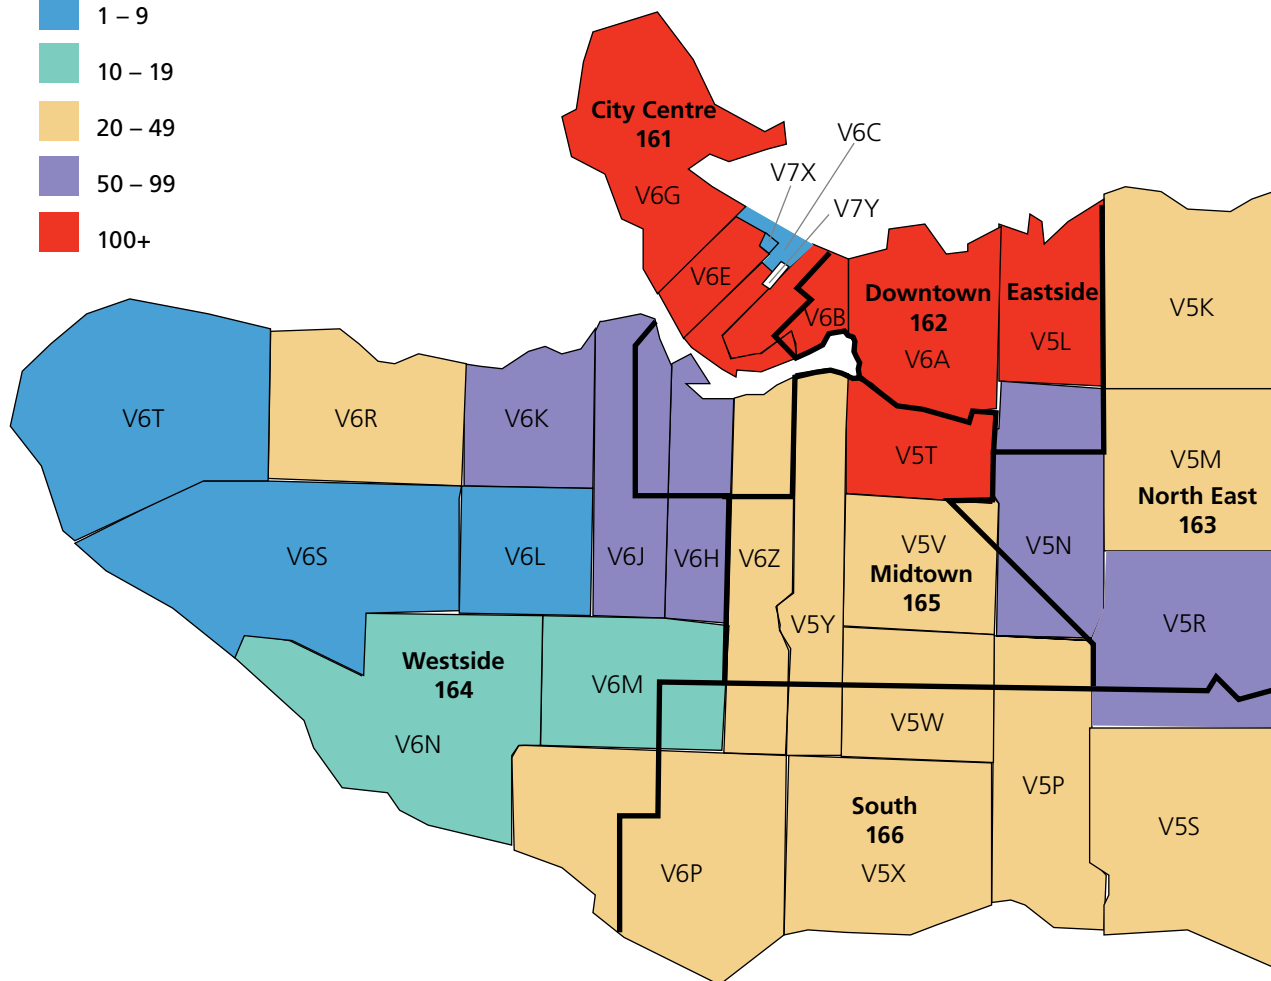 1 – 9
10 – 19
20 – 49
50 – 99
100+
City Centre
161
V6C
V7X
V7Y
V6G
V6E
V6B
Downtown
162
V6A
Eastside
V5L
V5K
V6T
V6R
V6K
V5T
V5M
North East
163
V6S
V6L
V6J
V6H
V6Z
V5V
Midtown
165
V5N
V5Y
V5R
Westside
164
V6M
V6N
V5W
V5P
South
166
V6P
V5X
V5S